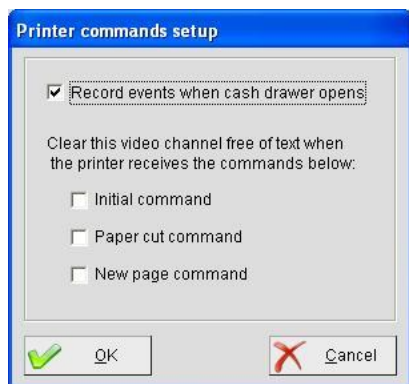 Printer commands setup
Record events when cash drawer opens
Clear this video channel free of text when
the printer receives the commands below:
Initial command
Paper cut command
New page command
OK
Cancel